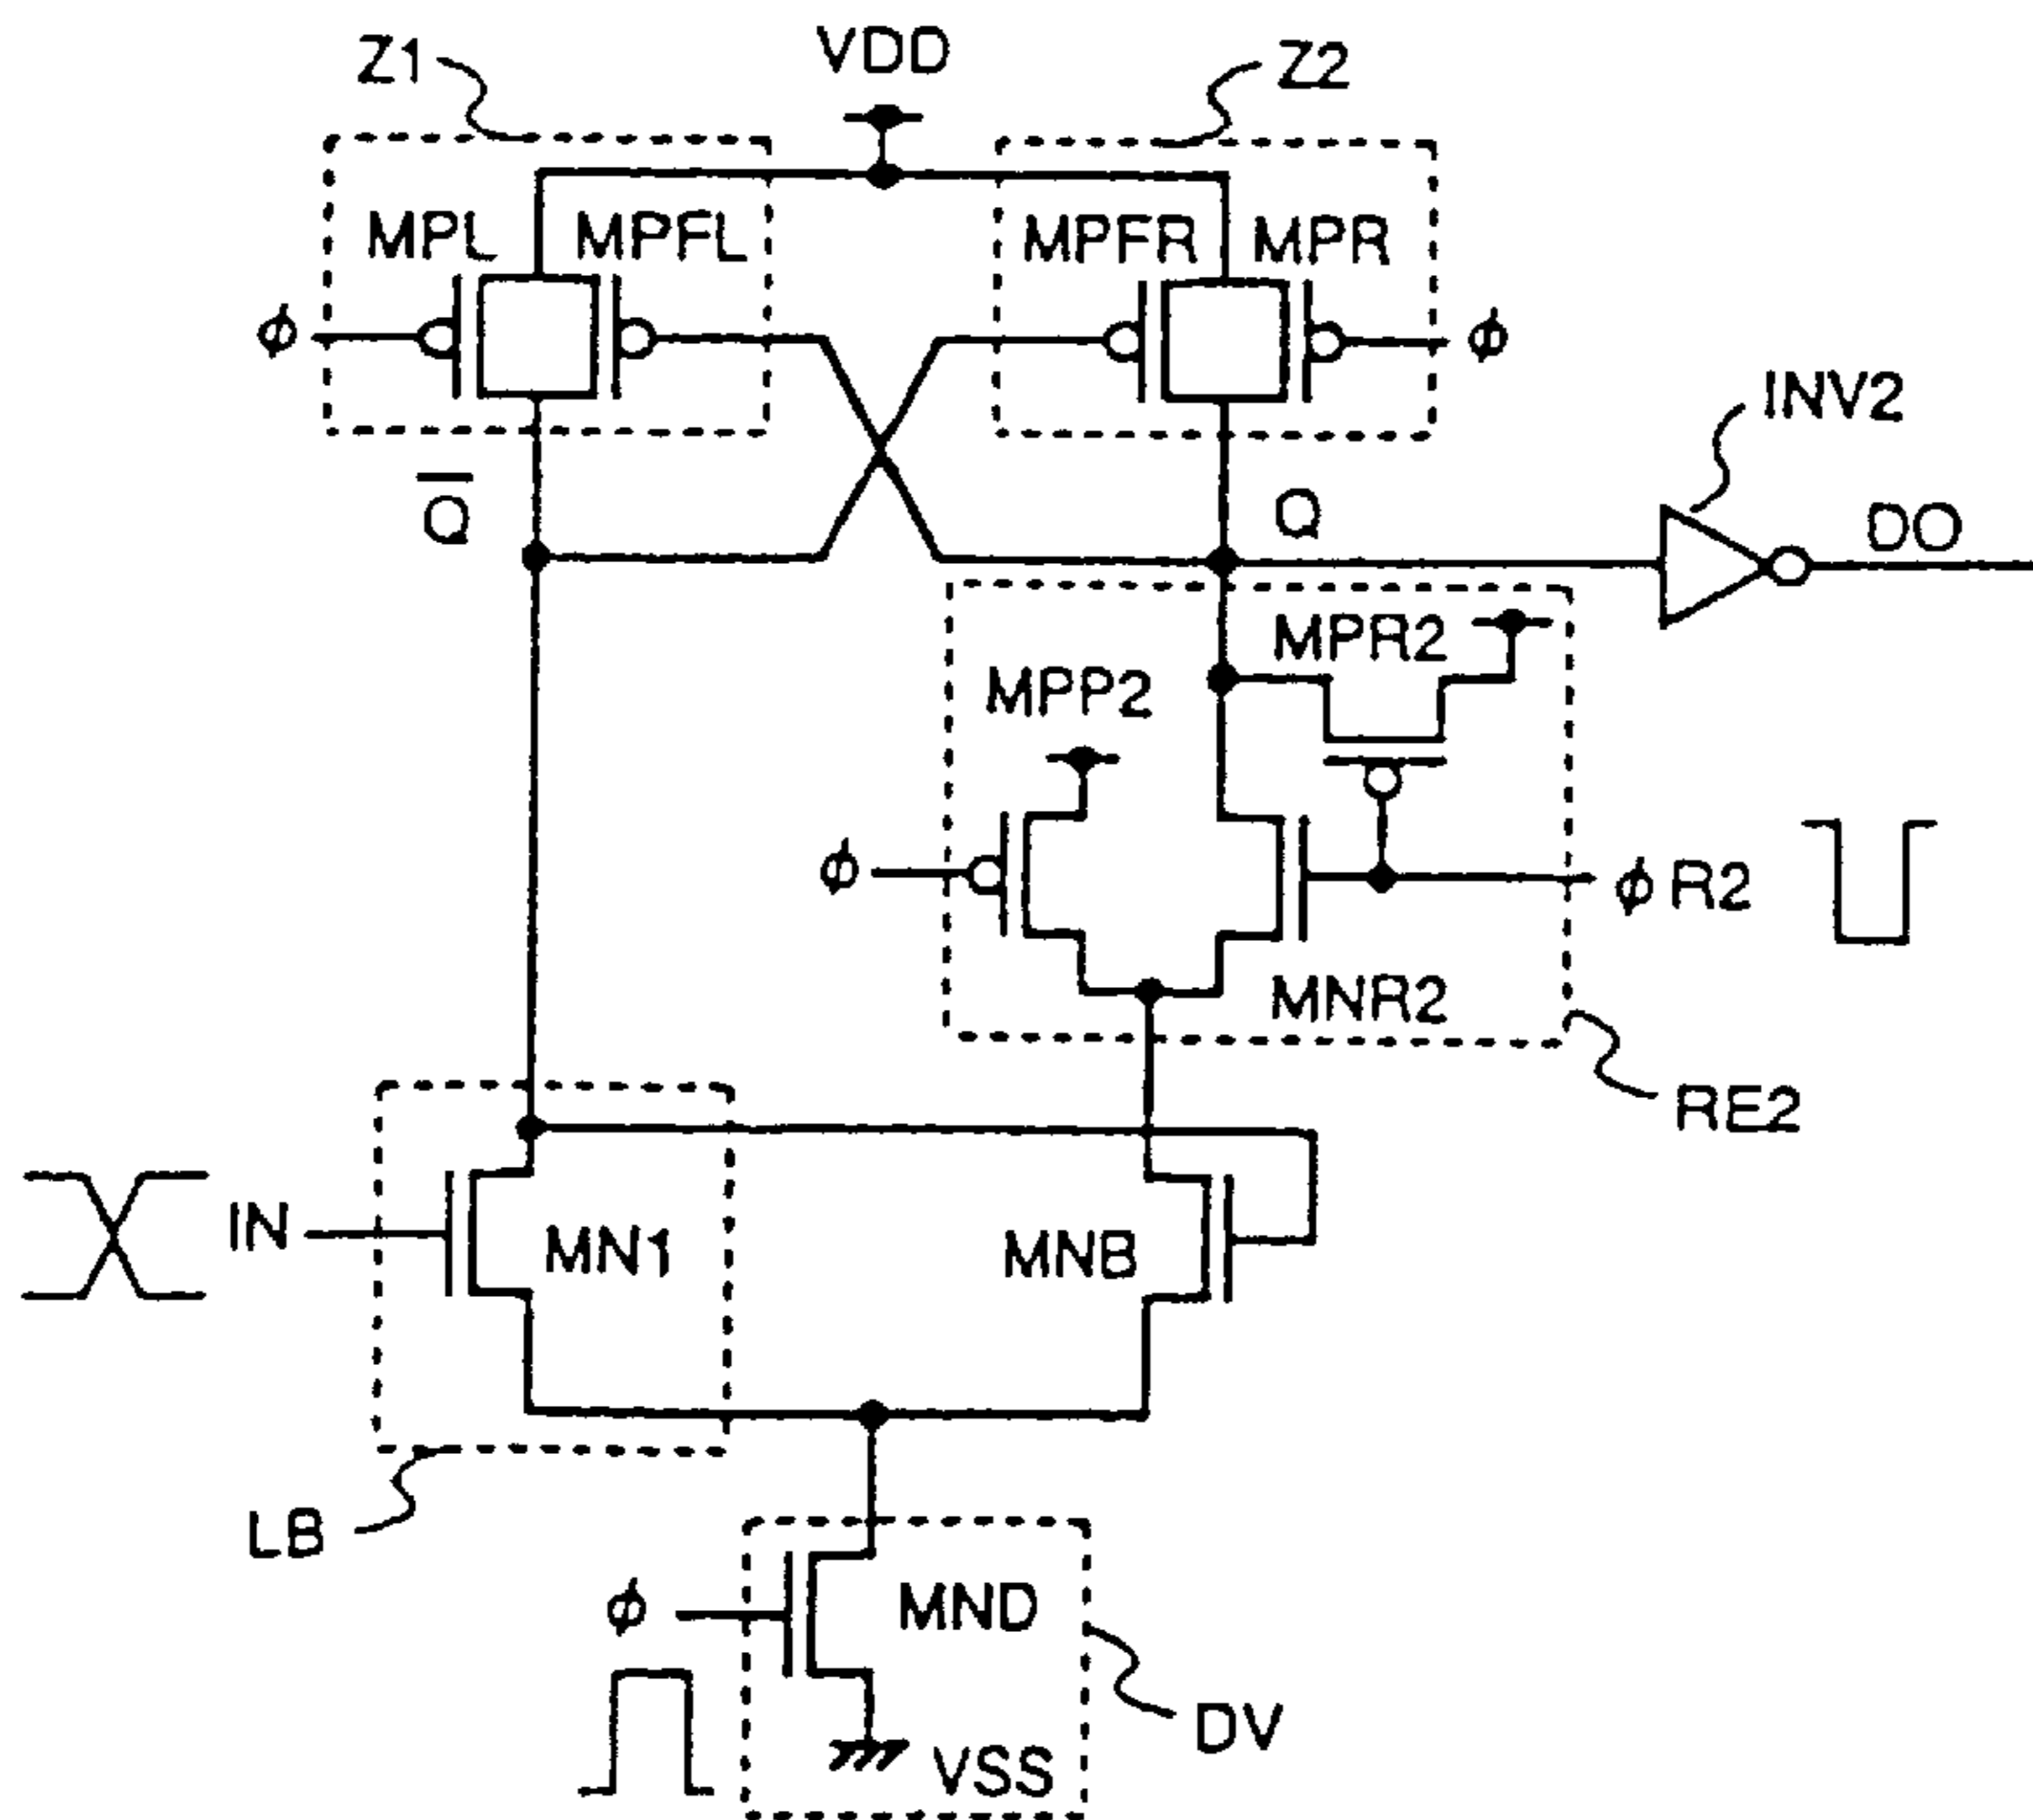 Z1
VDD
Z2
MPL
MPFL
MPFR
MPR
ϕ
ϕ
INV2
Q̅
Q
DO
MPR2
MPP2
ϕ
ϕR2
MNR2
RE2
IN
MN1
MNB
LB
ϕ
MND
DV
VSS